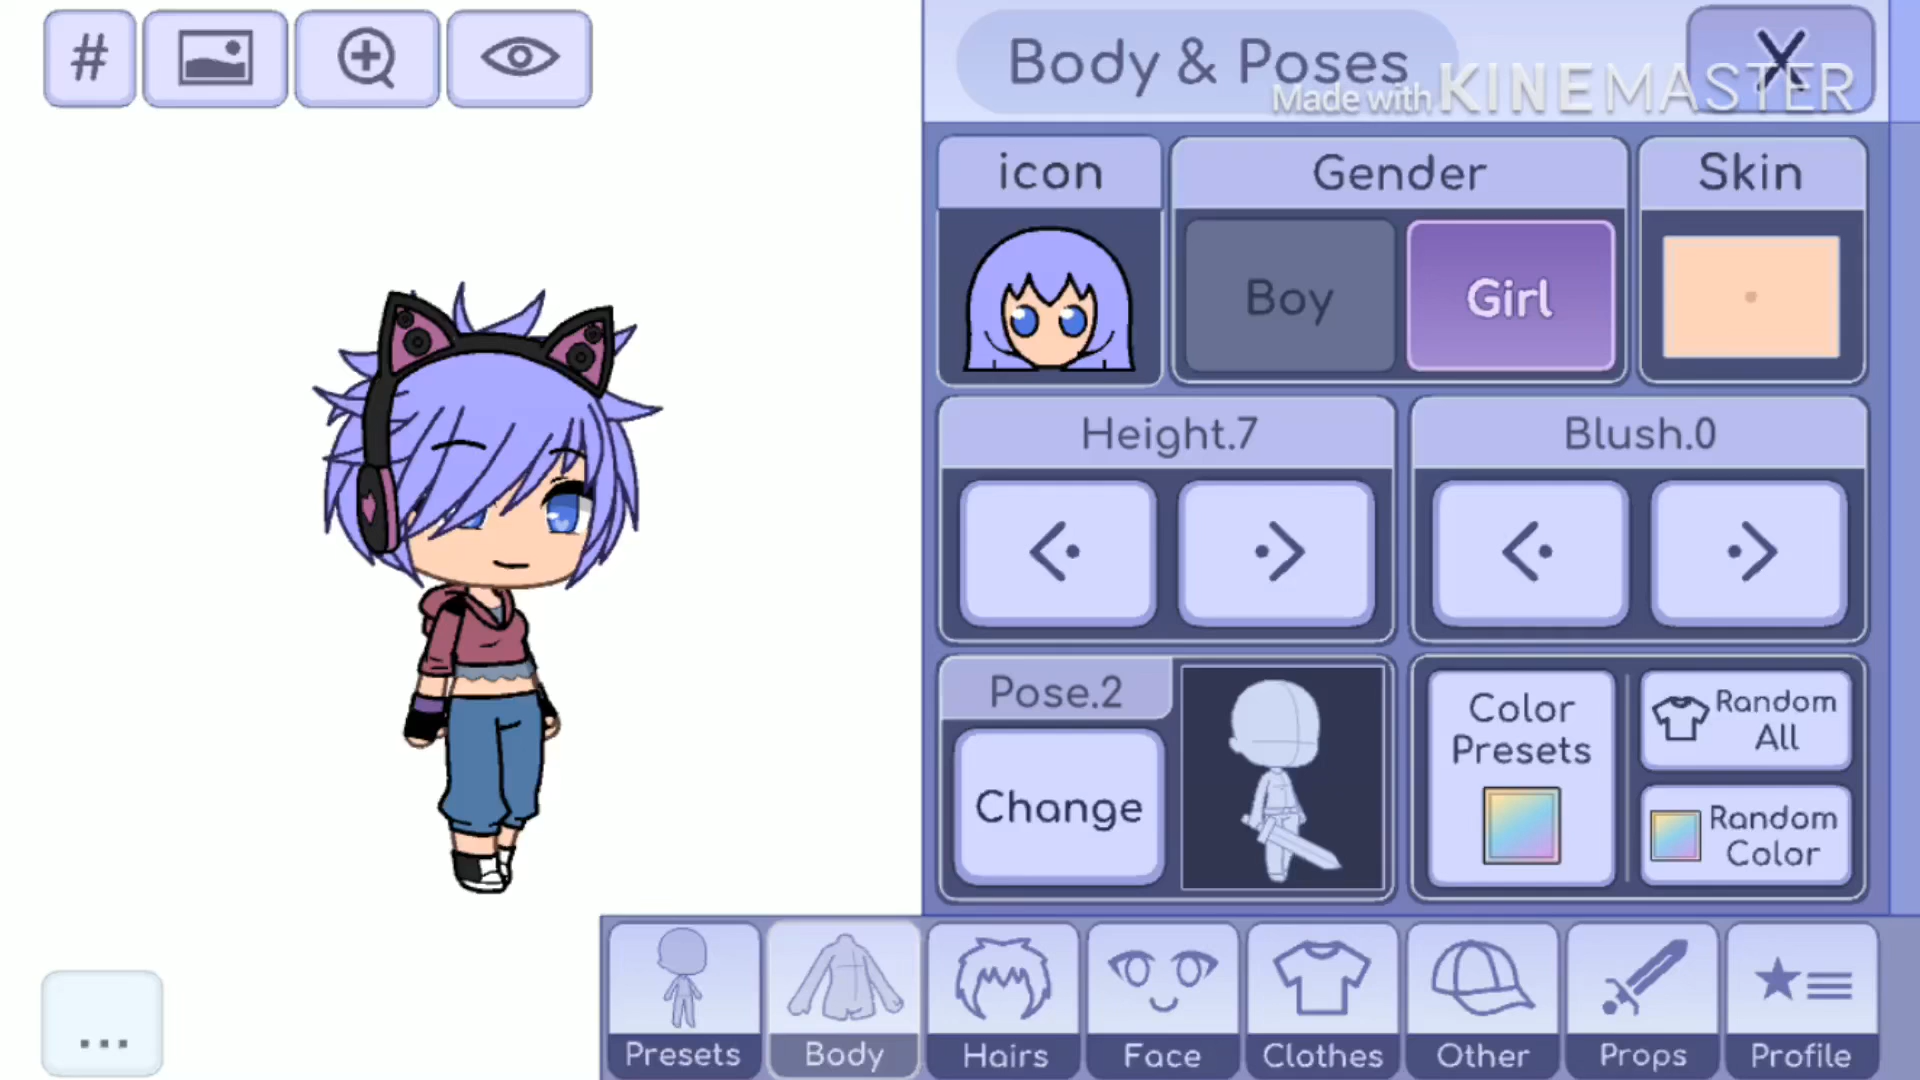 #
Body & Poses
X
Made with KINEMASTER
icon
Gender
Skin
Boy
Girl
Height.7
Blush.0
Pose.2
Change
Color
Presets
Random
All
Random
Color
...
Presets
Body
Hairs
Face
Clothes
Other
Props
Profile